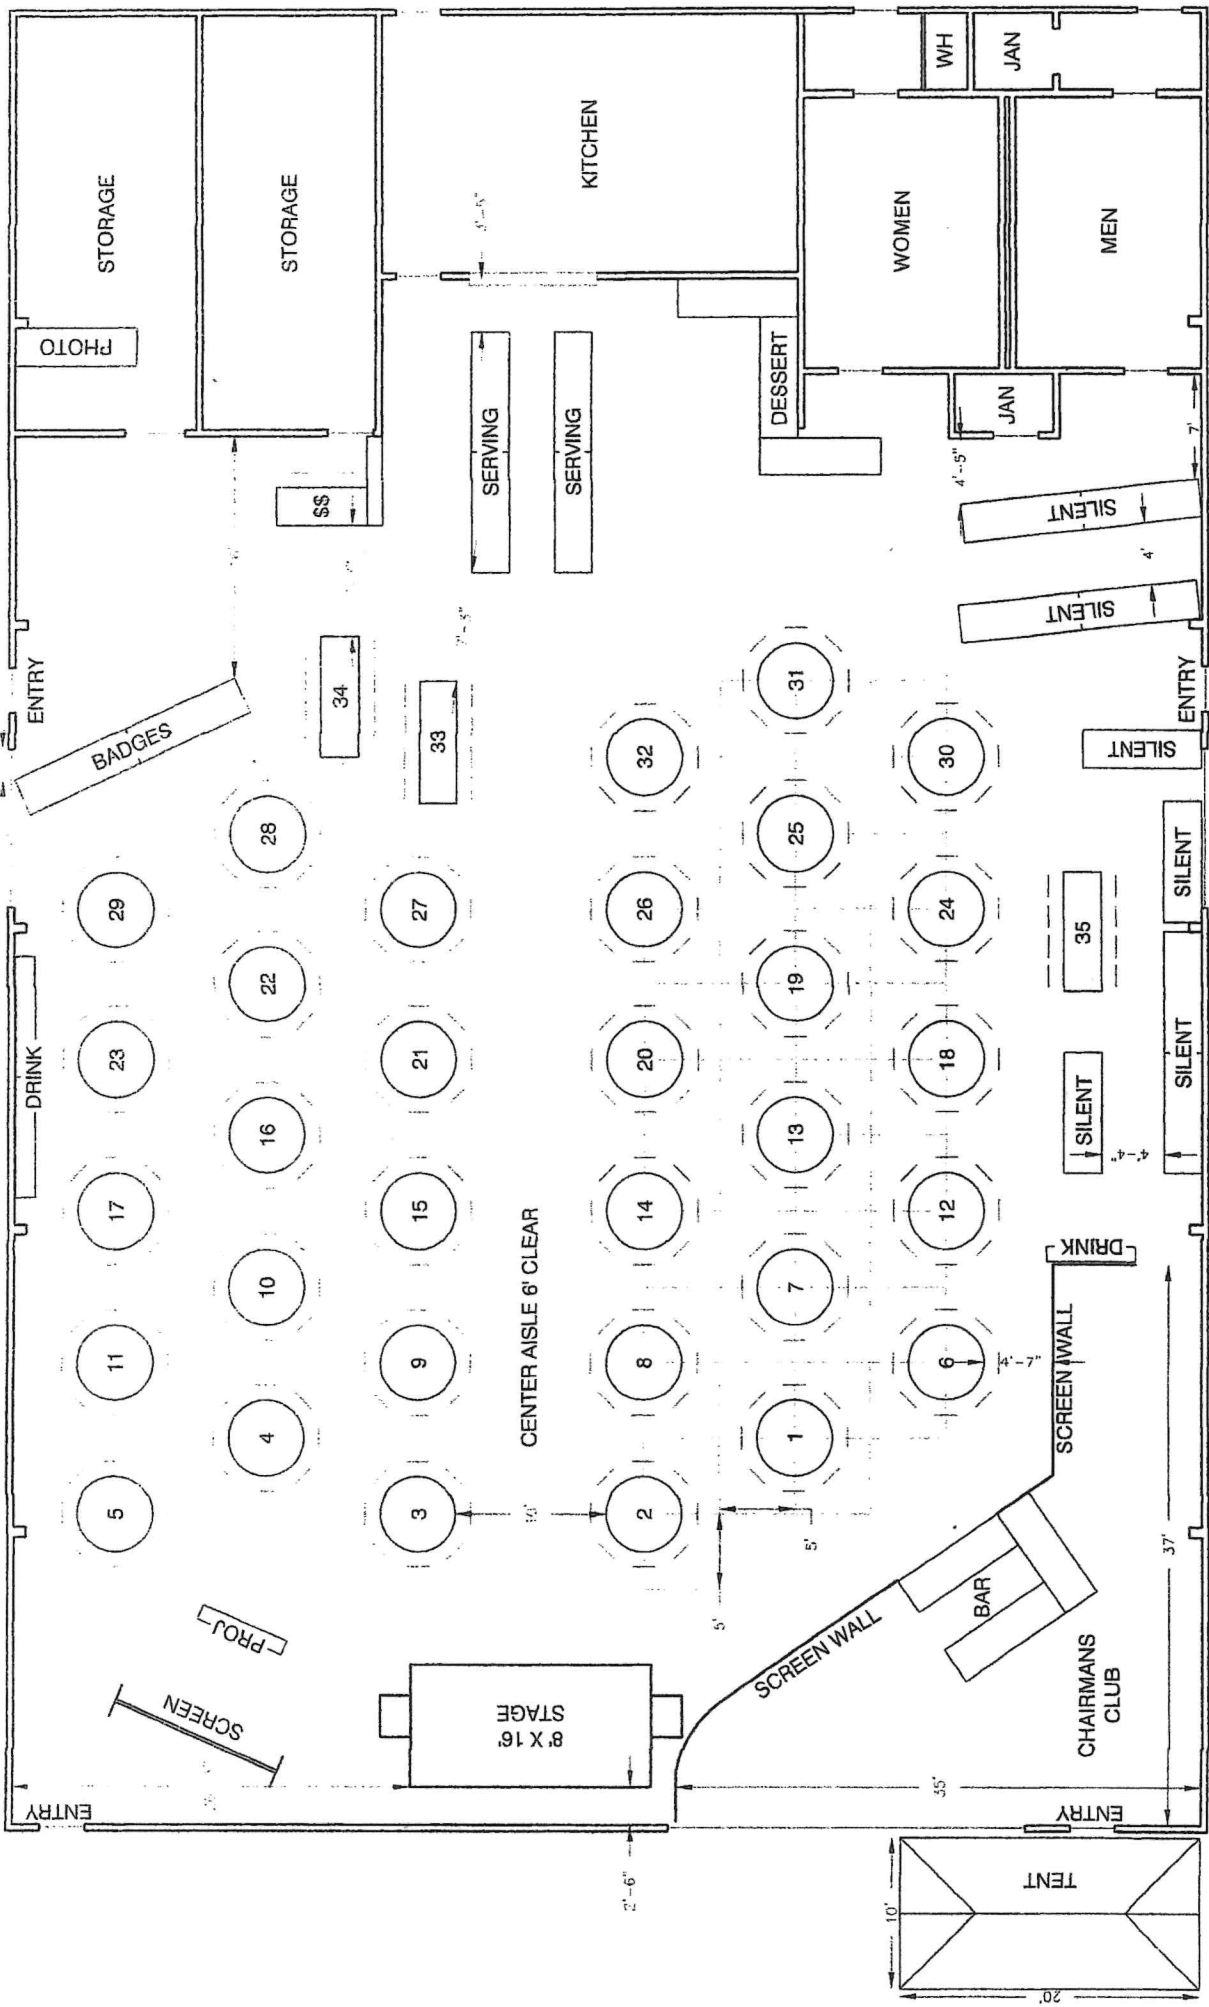 STORAGE
STORAGE
KITCHEN
WH
JAN
WOMEN
MEN
PHOTO
SERVING
SERVING
DESSERT
JAN
7'
4'-5"
$$
SILENT
SILENT
4'
ENTRY
BADGES
34
33
7'-3"
32
31
30
ENTRY
SILENT
SILENT
SILENT
29
28
27
26
25
24
35
DRINK
23
22
21
20
19
18
SILENT
4'-4"
17
16
15
14
13
12
CENTER AISLE 6' CLEAR
11
10
9
8
7
6
4'-7"
DRINK
SCREEN WALL
5
4
3
2
1
10'
5'
5'
37'
PROJ
SCREEN
8' X 16'
STAGE
SCREEN WALL
BAR
CHAIRMANS
CLUB
35'
ENTRY
ENTRY
2'-6"
TENT
10'
20'